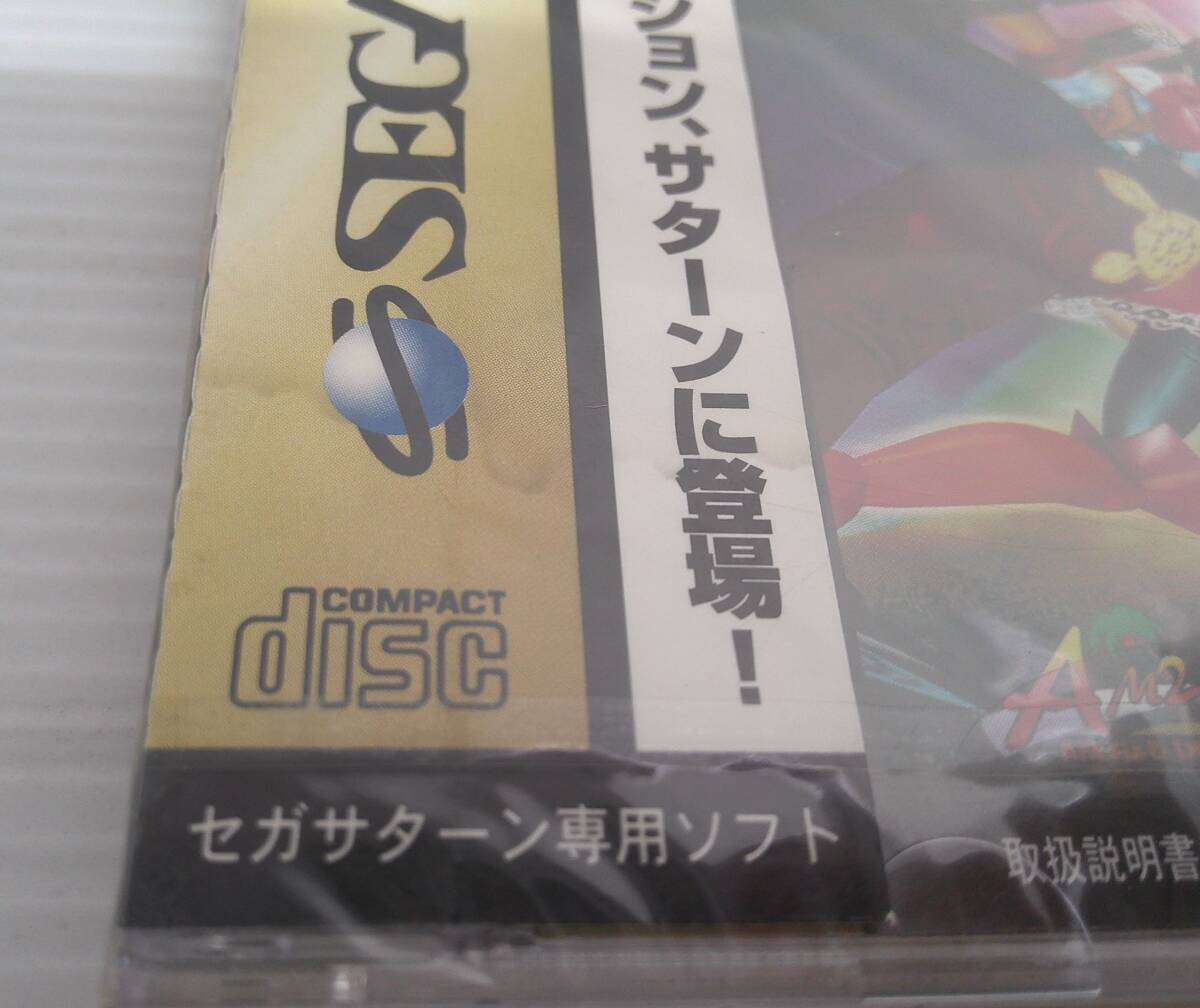 SEGA
COMPACT
disc
ション、サターンに登場!
AM2
セガサターン専用ソフト
取扱説明書